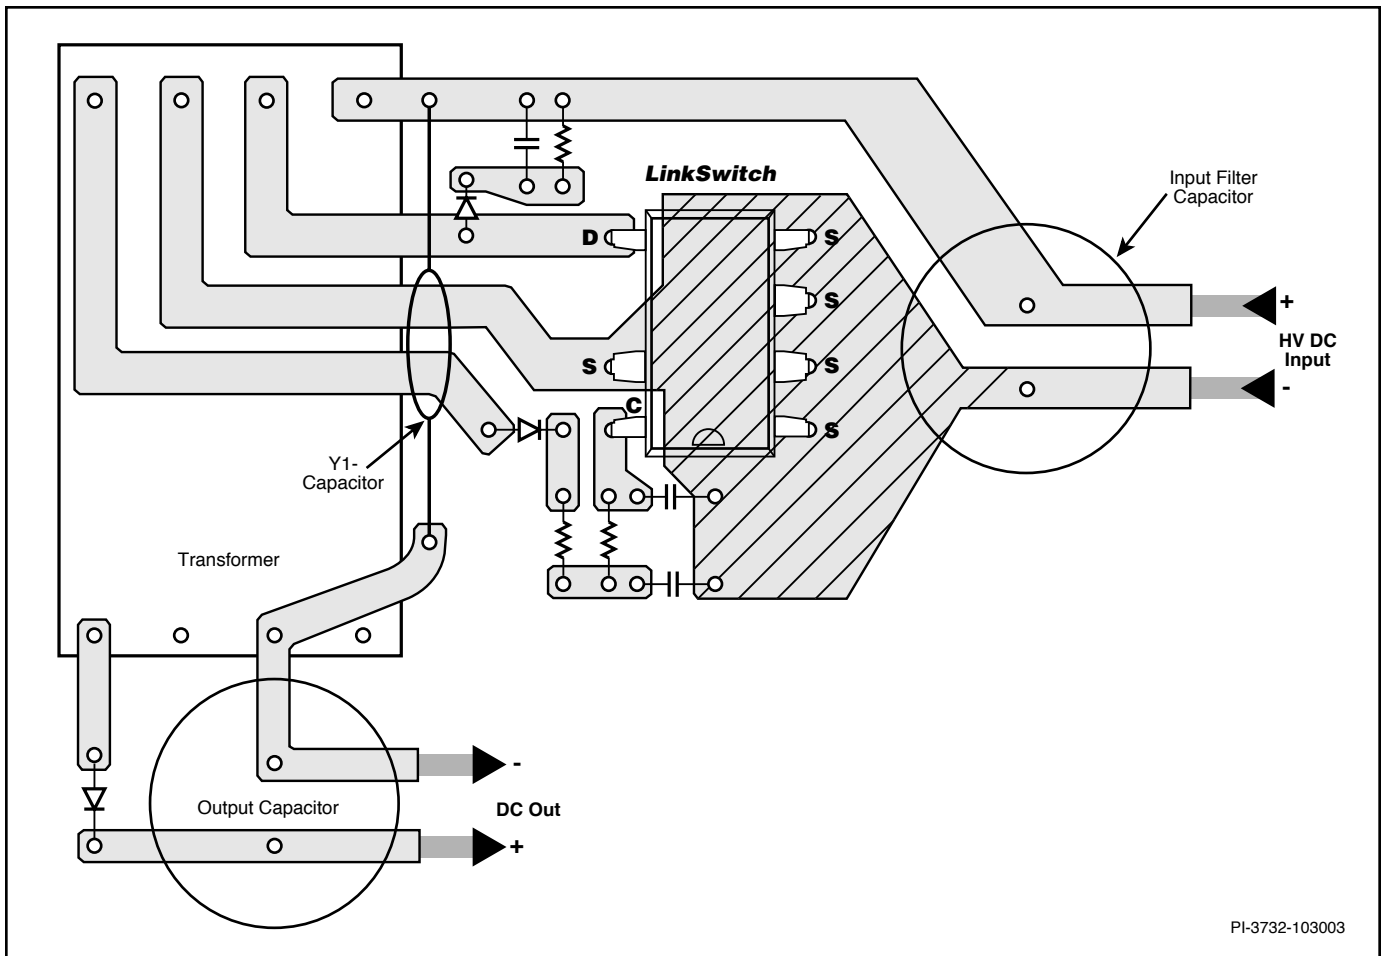 LinkSwitch
Input Filter
Capacitor
D
S
S
+
HV DC
Input
S
S
-
C
S
Y1-
Capacitor
Transformer
-
Output Capacitor
DC Out
+
PI-3732-103003